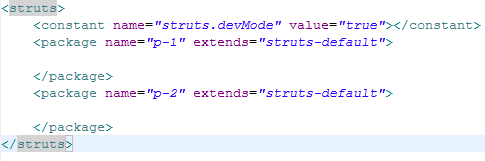 <struts>
<constant name="struts.devMode" value="true"></constant>
<package name="p-1" extends="struts-default">
</package>
<package name="p-2" extends="struts-default">
</package>
</struts>